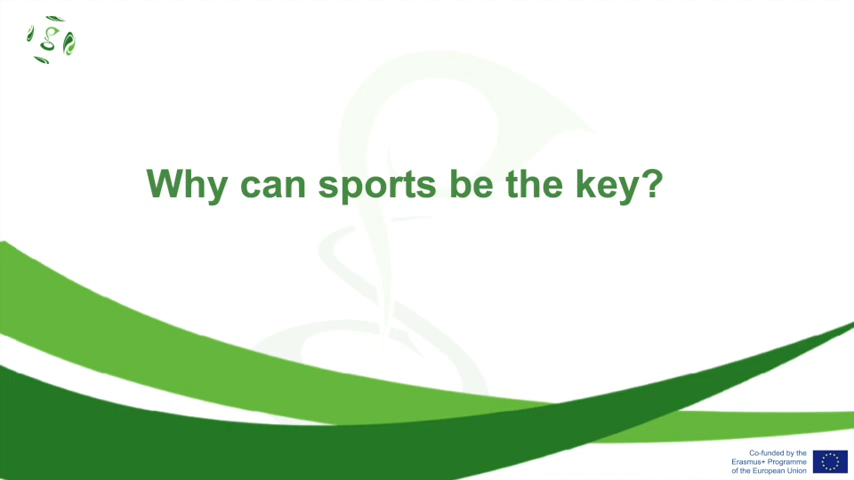 Why can sports be the key?
Co-funded by the
Erasmus+ Programme
of the European Union